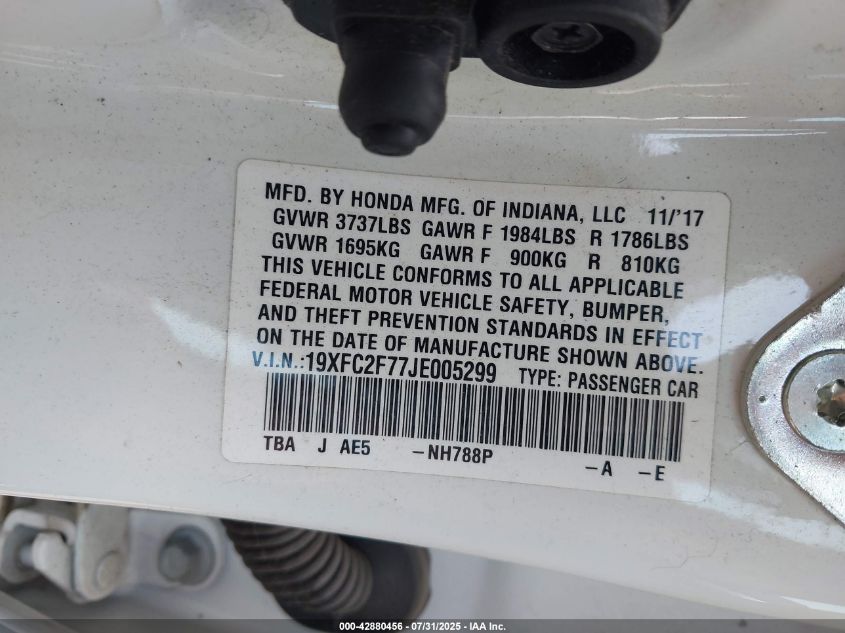 MFD. BY HONDA MFG. OF INDIANA, LLC 11/'17
GVWR 3737LBS GAWR F 1984LBS R 1786LBS
GVWR 1695KG GAWR F 900KG R 810KG
THIS VEHICLE CONFORMS TO ALL APPLICABLE
FEDERAL MOTOR VEHICLE SAFETY, BUMPER,
AND THEFT PREVENTION STANDARDS IN EFFECT
ON THE DATE OF MANUFACTURE SHOWN ABOVE.
V.I.N.:19XFC2F77JE005299 TYPE: PASSENGER CAR
TBA J AE5 -NH788P -A -E
000-42880456 - 07/31/2025 - IAA Inc.